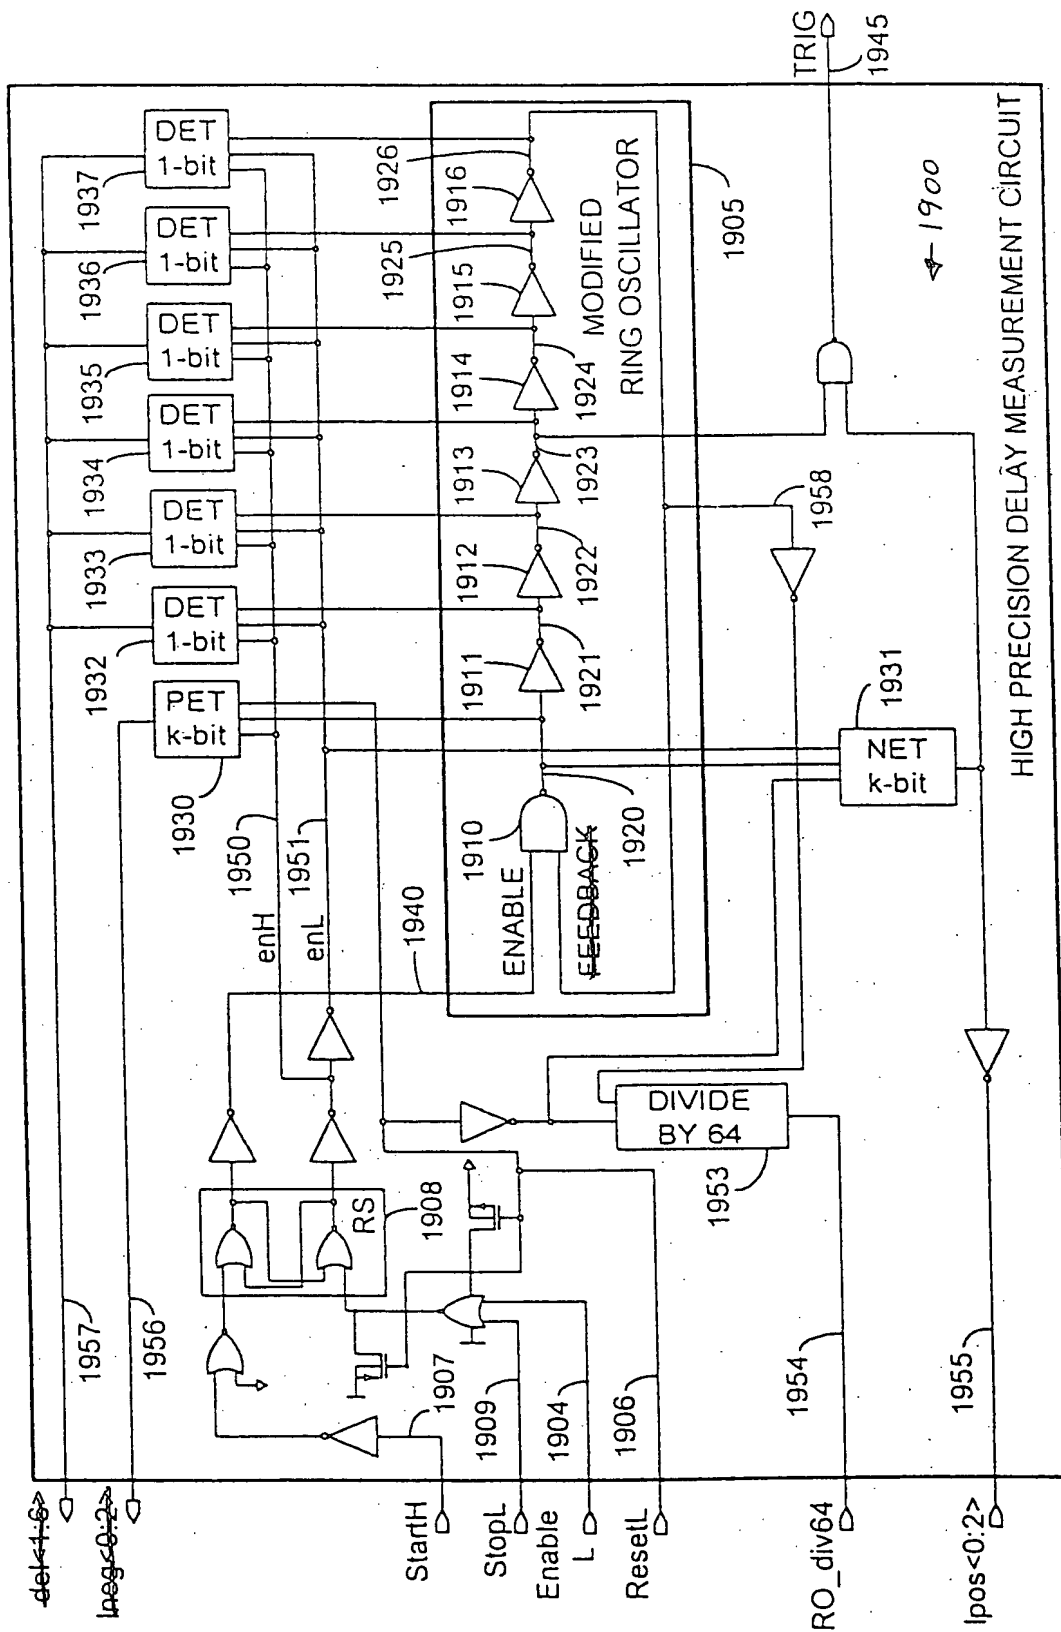 HIGH PRECISION DELAY MEASUREMENT CIRCUIT
1900
del<1:6>
lneg<0:2>
1957
1956
StartH
StopL
Enable
L
ResetL
RO_div64
lpos<0:2>
1907
1909
1904
1906
1954
1955
RS
1908
DIVIDE
BY 64
1953
enH
enL
1950
1951
1940
PET
k-bit
1930
DET
1-bit
1932
DET
1-bit
1933
DET
1-bit
1934
DET
1-bit
1935
DET
1-bit
1936
DET
1-bit
1937
ENABLE
FEEDBACK
1910
1920
1911
1921
1912
1922
1913
1923
1914
1924
1915
1925
1916
1926
MODIFIED
RING OSCILLATOR
1905
1958
NET
k-bit
1931
TRIG
1945